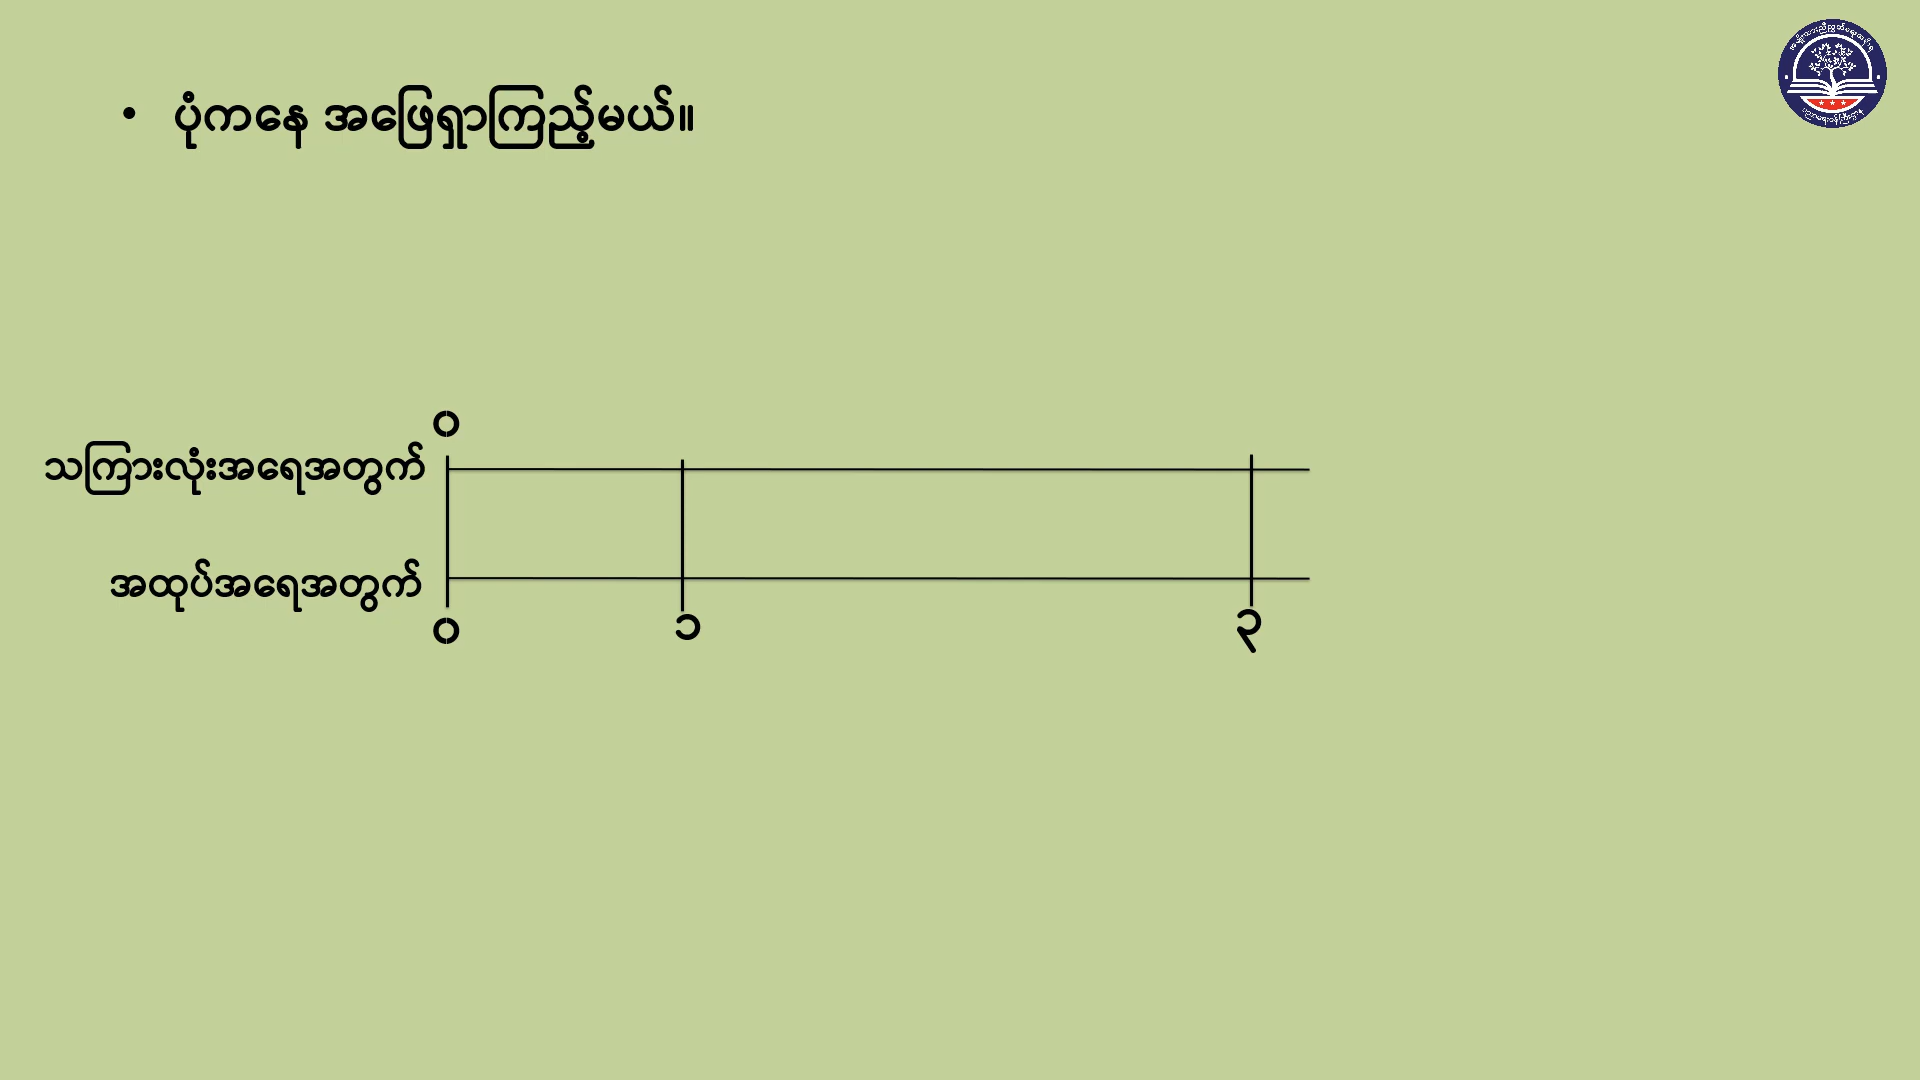 • ပုံကနေ အဖြေရှာကြည့်မယ်။
၀
သကြားလုံးအရေအတွက်
အထုပ်အရေအတွက်
၀ ၁ ၃